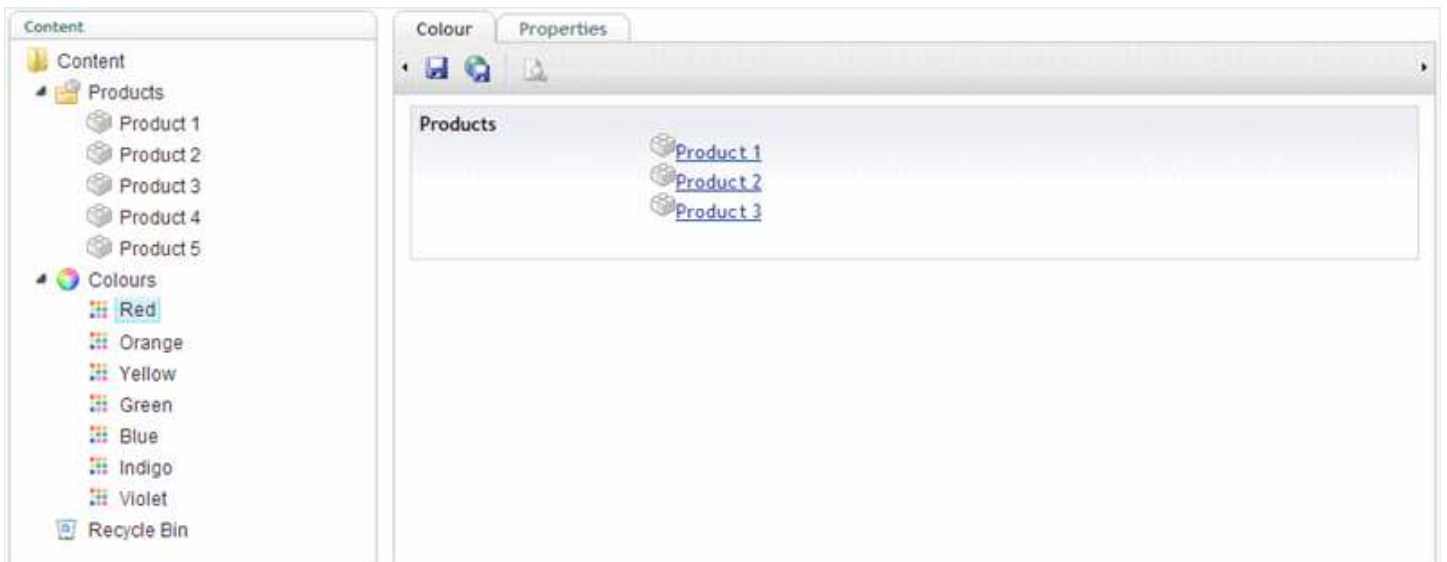 Content
Content
Products
Product 1
Product 2
Product 3
Product 4
Product 5
Colours
Red
Orange
Yellow
Green
Blue
Indigo
Violet
Recycle Bin
Colour
Properties
Products
Product 1
Product 2
Product 3